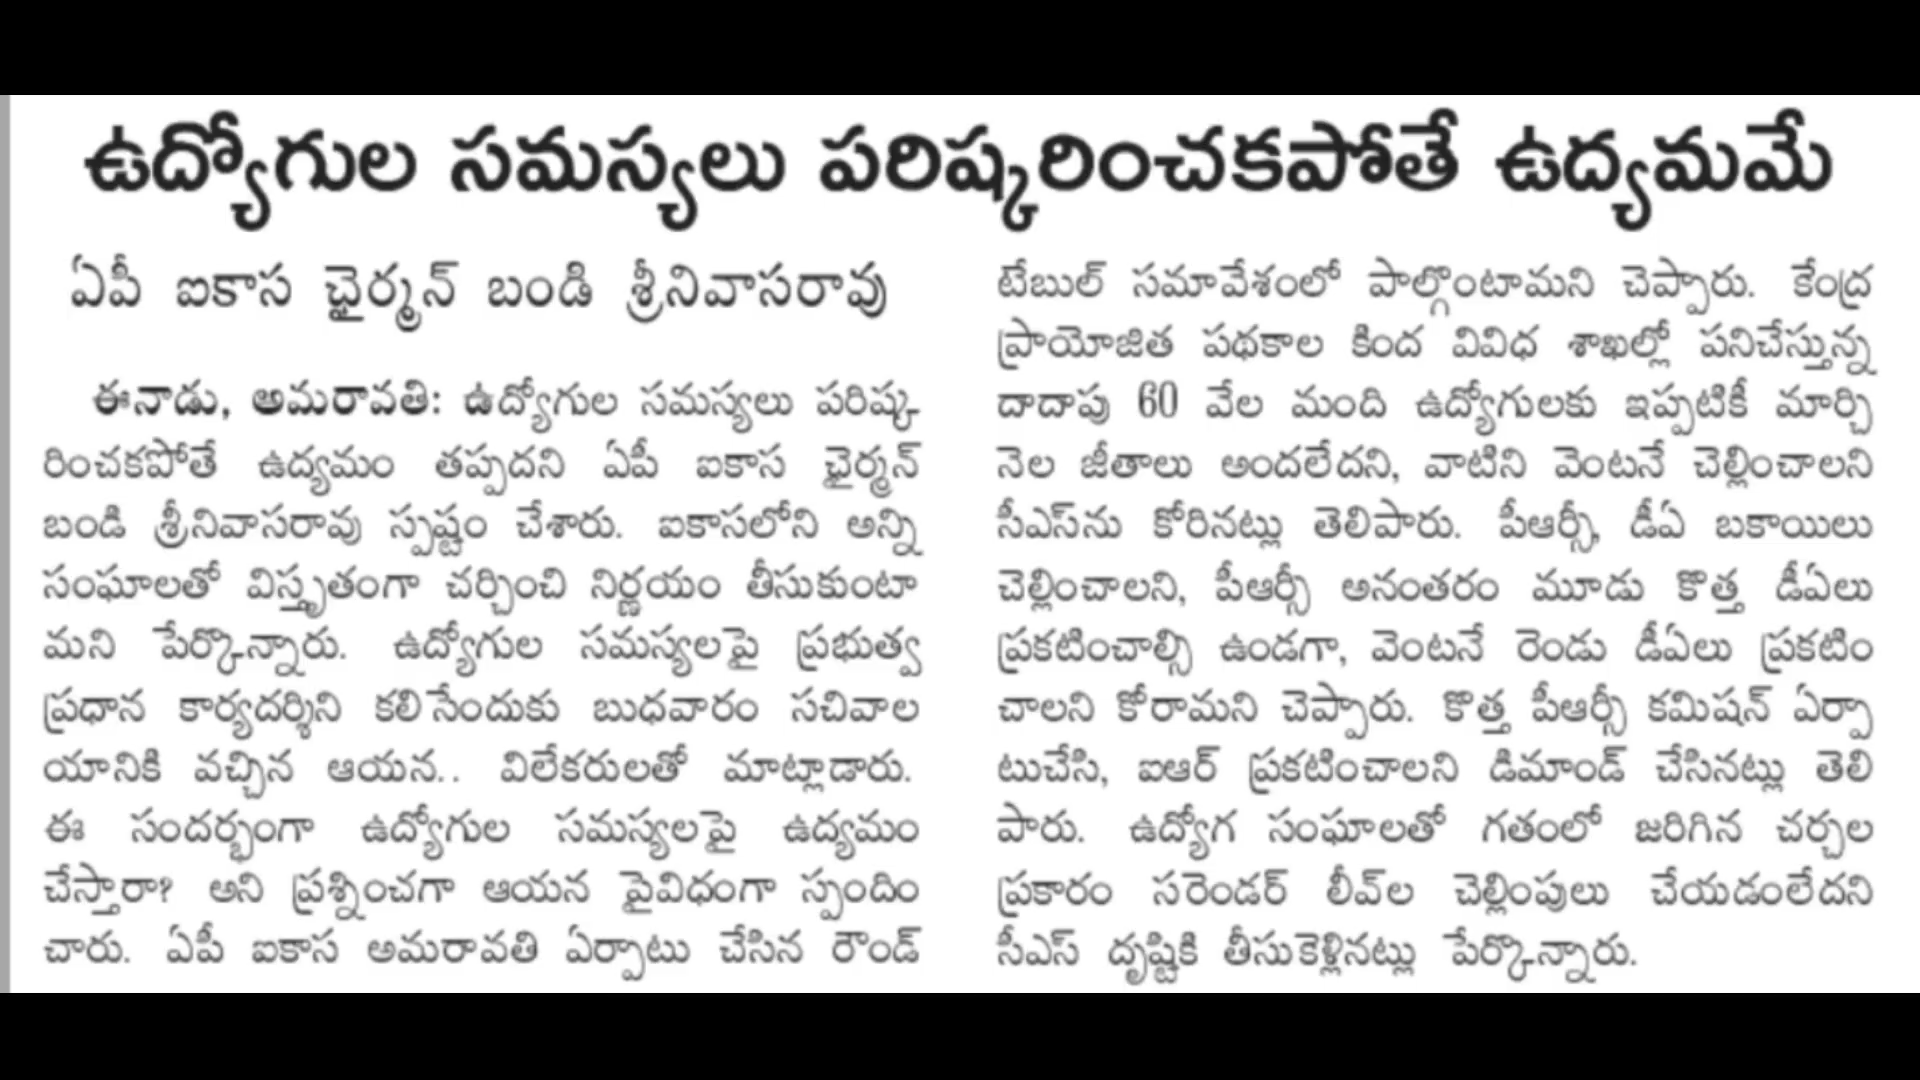 ఉద్యోగుల సమస్యలు పరిష్కరించకపోతే ఉద్యమమే
ఏపీ ఐకాస ఛైర్మన్ బండి శ్రీనివాసరావు
ఈనాడు, అమరావతి: ఉద్యోగుల సమస్యలు పరిష్క
రించకపోతే ఉద్యమం తప్పదని ఏపీ ఐకాస ఛైర్మన్
బండి శ్రీనివాసరావు స్పష్టం చేశారు. ఐకాసలోని అన్ని
సంఘాలతో విస్తృతంగా చర్చించి నిర్ణయం తీసుకుంటా
మని పేర్కొన్నారు. ఉద్యోగుల సమస్యలపై ప్రభుత్వ
ప్రధాన కార్యదర్శిని కలిసేందుకు బుధవారం సచివాల
యానికి వచ్చిన ఆయన.. విలేకరులతో మాట్లాడారు.
ఈ సందర్భంగా ఉద్యోగుల సమస్యలపై ఉద్యమం
చేస్తారా? అని ప్రశ్నించగా ఆయన పైవిధంగా స్పందిం
చారు. ఏపీ ఐకాస అమరావతి ఏర్పాటు చేసిన రౌండ్
టేబుల్ సమావేశంలో పాల్గొంటామని చెప్పారు. కేంద్ర
ప్రాయోజిత పథకాల కింద వివిధ శాఖల్లో పనిచేస్తున్న
దాదాపు 60 వేల మంది ఉద్యోగులకు ఇప్పటికీ మార్చి
నెల జీతాలు అందలేదని, వాటిని వెంటనే చెల్లించాలని
సీఎస్‌ను కోరినట్లు తెలిపారు. పీఆర్సీ, డీఏ బకాయిలు
చెల్లించాలని, పీఆర్సీ అనంతరం మూడు కొత్త డీఏలు
ప్రకటించాల్సి ఉండగా, వెంటనే రెండు డీఏలు ప్రకటిం
చాలని కోరామని చెప్పారు. కొత్త పీఆర్సీ కమిషన్ ఏర్పా
టుచేసి, ఐఆర్ ప్రకటించాలని డిమాండ్ చేసినట్లు తెలి
పారు. ఉద్యోగ సంఘాలతో గతంలో జరిగిన చర్చల
ప్రకారం సరెండర్ లీవ్‌ల చెల్లింపులు చేయడంలేదని
సీఎస్ దృష్టికి తీసుకెళ్లినట్లు పేర్కొన్నారు.